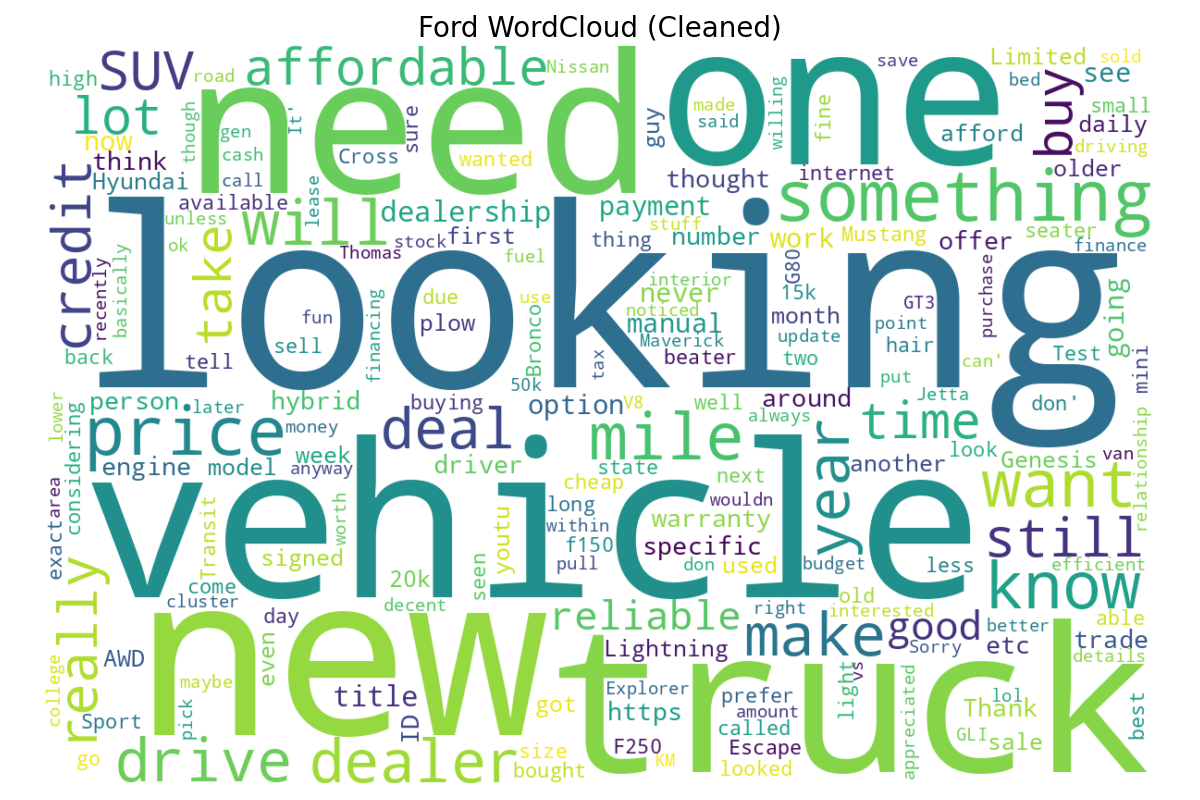 Ford WordCloud (Cleaned)
high SUV road affordable Nissan need one save Limited sold
bed see buy small
lot now though gen It' sure made said willing fine guy afford daily driving
think cash Cross wanted older
Hyundai call thought internet
credit available lease something
unless will dealership payment stuff
ok take stock first thing number work Mustang offer seater finance
Thomas fuel
looking
recently basically fun due use interior never noticed G80 15k GT3 purchase going
plow manual month update point
back tell sell financing Bronco Maverick beater tax two hair can' Test mini
50k put Jetta don'
lower person later hybrid buying option V8 well always around
price money deal mile time
considering engine model week anyway driver state next year another look Genesis van relationship
cheap want
vehicle
exact area Transit worth long wouldn
within warranty still
signed youtu f150 specific
pull don used budget less efficient
come 20k seen know
cluster decent old
really day reliable right interested able
new truck make good Sorry better
even Lightning etc trade
AWD details
college maybe title Explorer prefer light vs lol
Sport pick ID got https amount appreciated Thank best
called GLI sale
go drive dealer size F250 Escape
bought KM looked